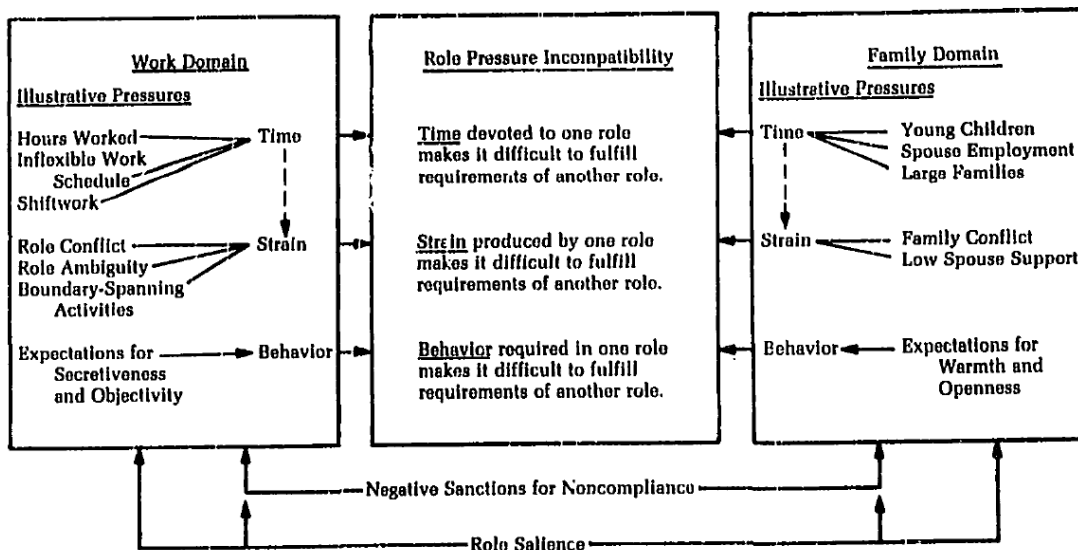 Work Domain
Illustrative Pressures
Hours Worked
Inflexible Work
Schedule
Shiftwork
Time
Role Conflict
Role Ambiguity
Boundary-Spanning
Activities
Strain
Expectations for
Secretiveness
and Objectivity
Behavior
Role Pressure Incompatibility
Time devoted to one role
makes it difficult to fulfill
requirements of another role.
Strain produced by one role
makes it difficult to fulfill
requirements of another role.
Behavior required in one role
makes it difficult to fulfill
requirements of another role.
Family Domain
Illustrative Pressures
Time
Young Children
Spouse Employment
Large Families
Strain
Family Conflict
Low Spouse Support
Behavior
Expectations for
Warmth and
Openness
Negative Sanctions for Noncompliance
Role Salience